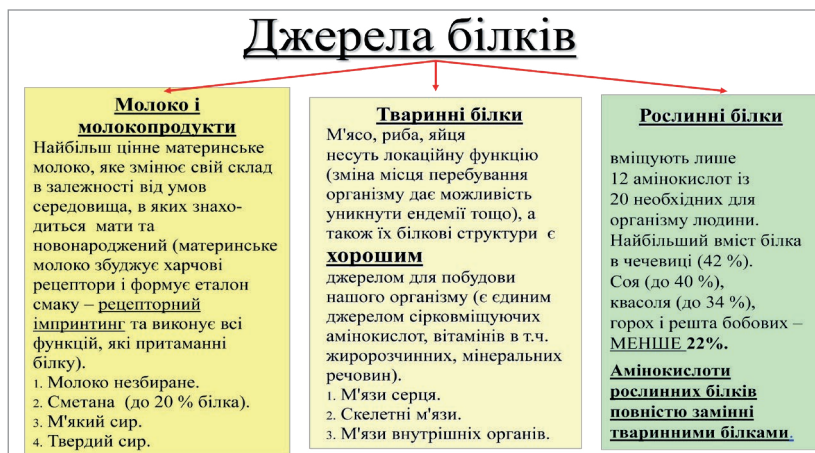 Джерела білків
Молоко і
молокопродукти
Найбільш цінне материнське
молоко, яке змінює свій склад
в залежності від умов
середовища, в яких знахо-
диться мати та
новонароджений (материнське
молоко збуджує харчові
рецептори і формує еталон
смаку – рецепторний
імпринтинг та виконує всі
функцій, які притаманні
білку).
1. Молоко незбиране.
2. Сметана (до 20 % білка).
3. М'який сир.
4. Твердий сир.
Тваринні білки
М'ясо, риба, яйця
несуть локаційну функцію
(зміна місця перебування
організму дає можливість
уникнути ендемії тощо), а
також їх білкові структури є
хорошим
джерелом для побудови
нашого організму (є єдиним
джерелом сірковміщуючих
амінокислот, вітамінів в т.ч.
жиророзчинних, мінеральних
речовин).
1. М'язи серця.
2. Скелетні м'язи.
3. М'язи внутрішніх органів.
Рослинні білки
вміщують лише
12 амінокислот із
20 необхідних для
організму людини.
Найбільший вміст білка
в чечевиці (42 %).
Соя (до 40 %),
квасоля (до 34 %),
горох і решта бобових –
МЕНШЕ 22%.
Амінокислоти
рослинних білків
повністю замінні
тваринними білками.